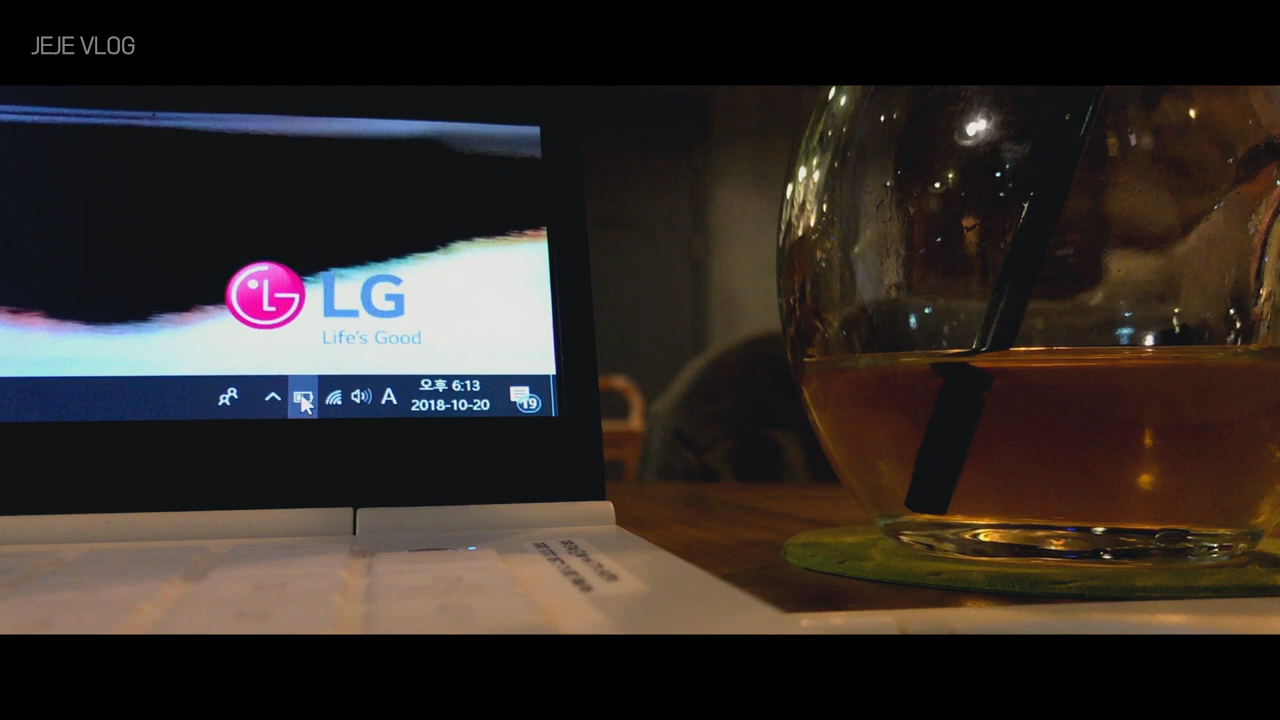 JEJE VLOG
LG
Life's Good
A
오후 6:13
2018-10-20
19